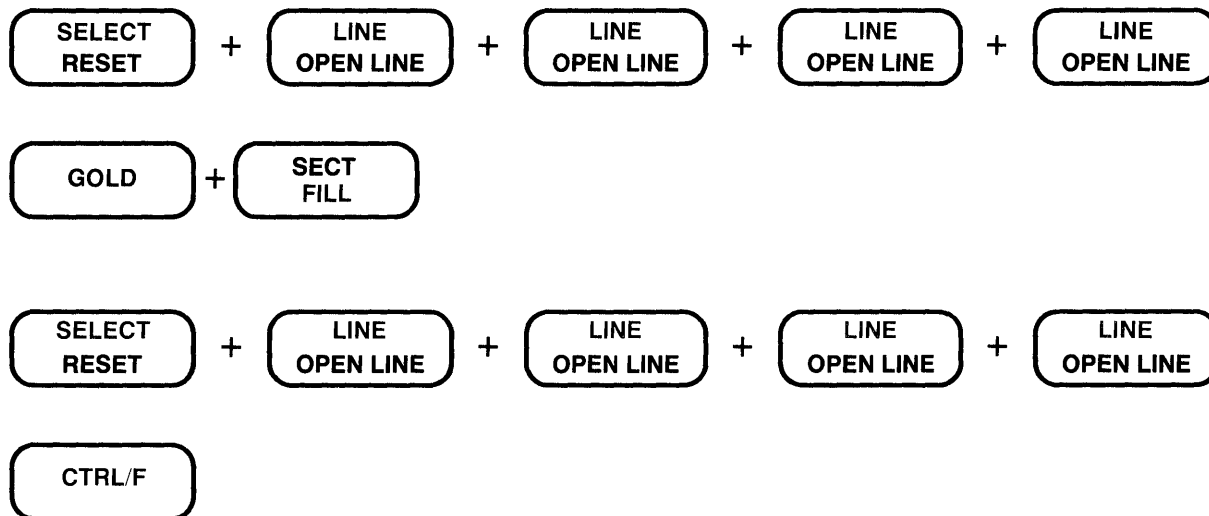 SELECT + LINE + LINE + LINE + LINE
RESET OPEN LINE OPEN LINE OPEN LINE OPEN LINE
GOLD + SECT
FILL
SELECT + LINE + LINE + LINE + LINE
RESET OPEN LINE OPEN LINE OPEN LINE OPEN LINE
CTRL/F